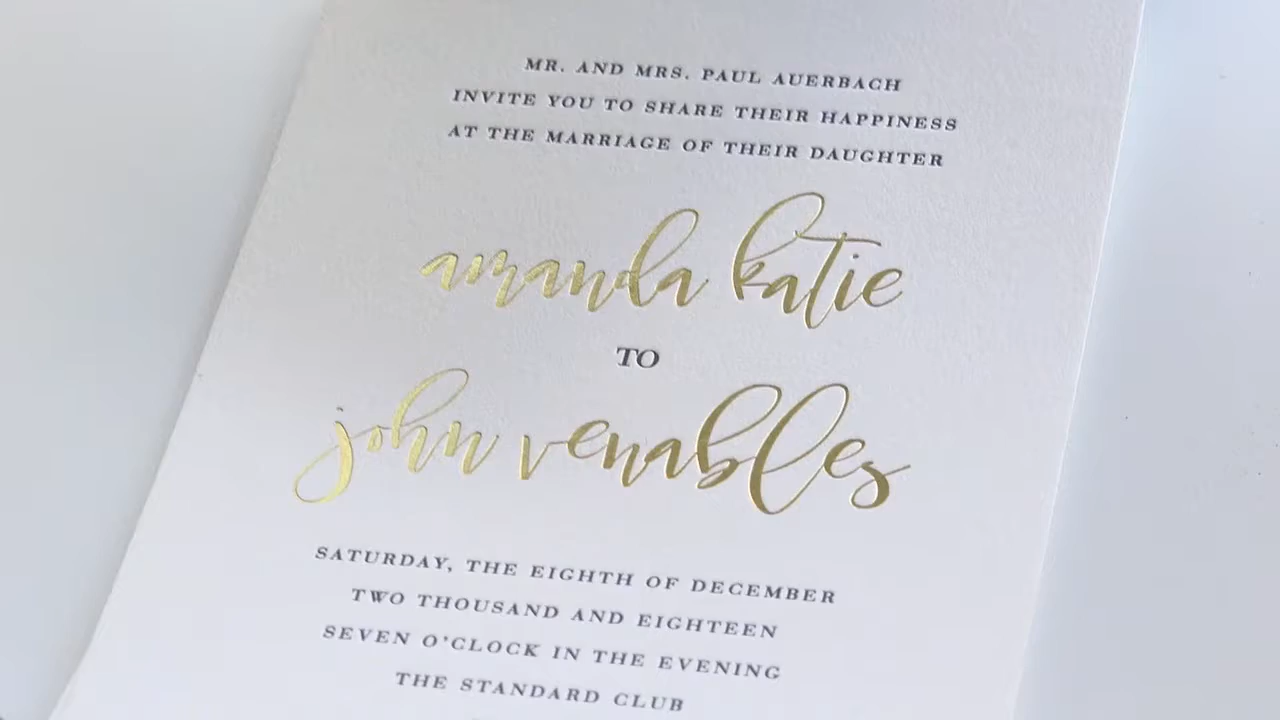 MR. AND MRS. PAUL AUERBACH
INVITE YOU TO SHARE THEIR HAPPINESS
AT THE MARRIAGE OF THEIR DAUGHTER
amanda katie
TO
john venables
SATURDAY, THE EIGHTH OF DECEMBER
TWO THOUSAND AND EIGHTEEN
SEVEN O'CLOCK IN THE EVENING
THE STANDARD CLUB